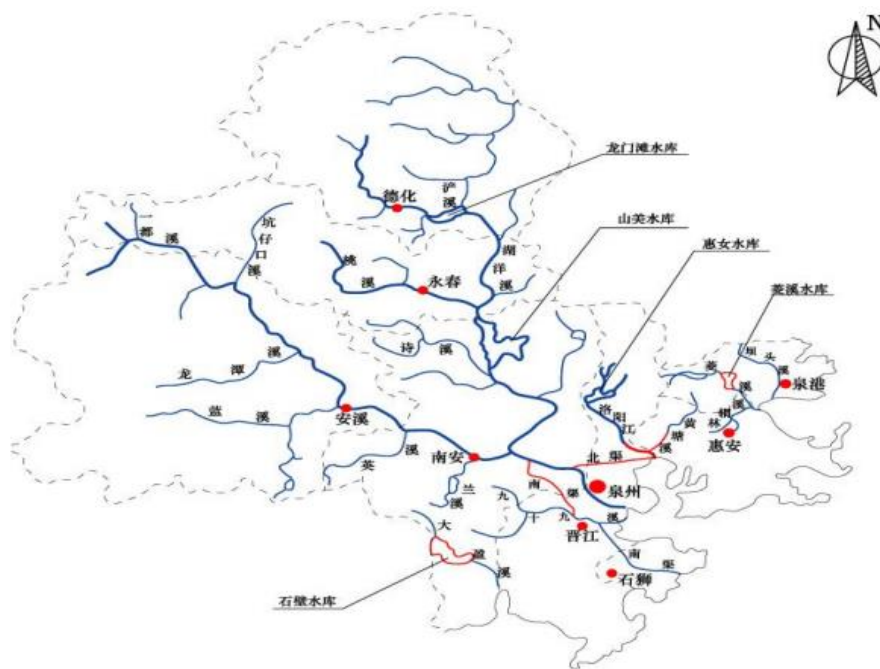 N
龙门滩水库
浐溪
德化
山美水库
一都溪
坑仔口溪
湖洋溪
惠女水库
桃溪
永春
菱溪水库
诗溪
坝头溪
菱溪
泉港
龙潭溪
洛阳江
黄塘溪
林辋溪
蓝溪
安溪
惠安
英溪
南安
北渠
兰溪
南渠
泉州
九十九溪
大盈溪
晋江
南渠
石狮
石壁水库